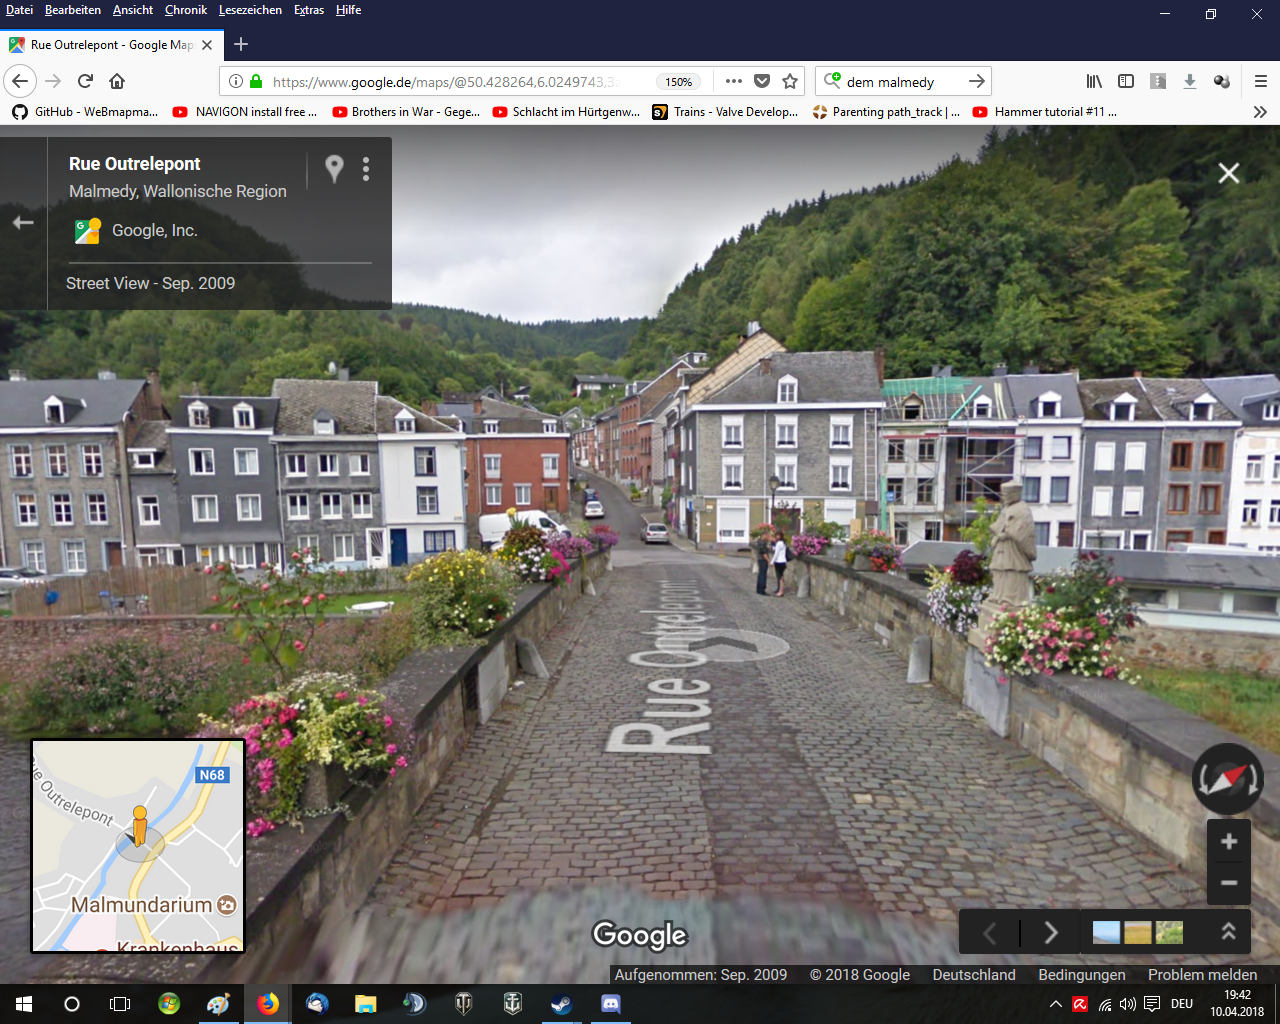 Datei Bearbeiten Ansicht Chronik Lesezeichen Extras Hilfe
Rue Outrelepont - Google Map
https://www.google.de/maps/@50.428264,6.0249743,3a 150% dem malmedy
GitHub - WeBmapma... NAVIGON install free ... Brothers in War - Gege... Schlacht im Hürtgenw... Trains - Valve Develop... Parenting path_track | ... Hammer tutorial #11 ...
Rue Outrelepont
Malmedy, Wallonische Region
Google, Inc.
Street View - Sep. 2009
Rue Outrelepont
N68
Rue Outrelepont
Malmundarium
Krankenhaus
Google
Aufgenommen: Sep. 2009 © 2018 Google Deutschland Bedingungen Problem melden
DEU 19:42
10.04.2018